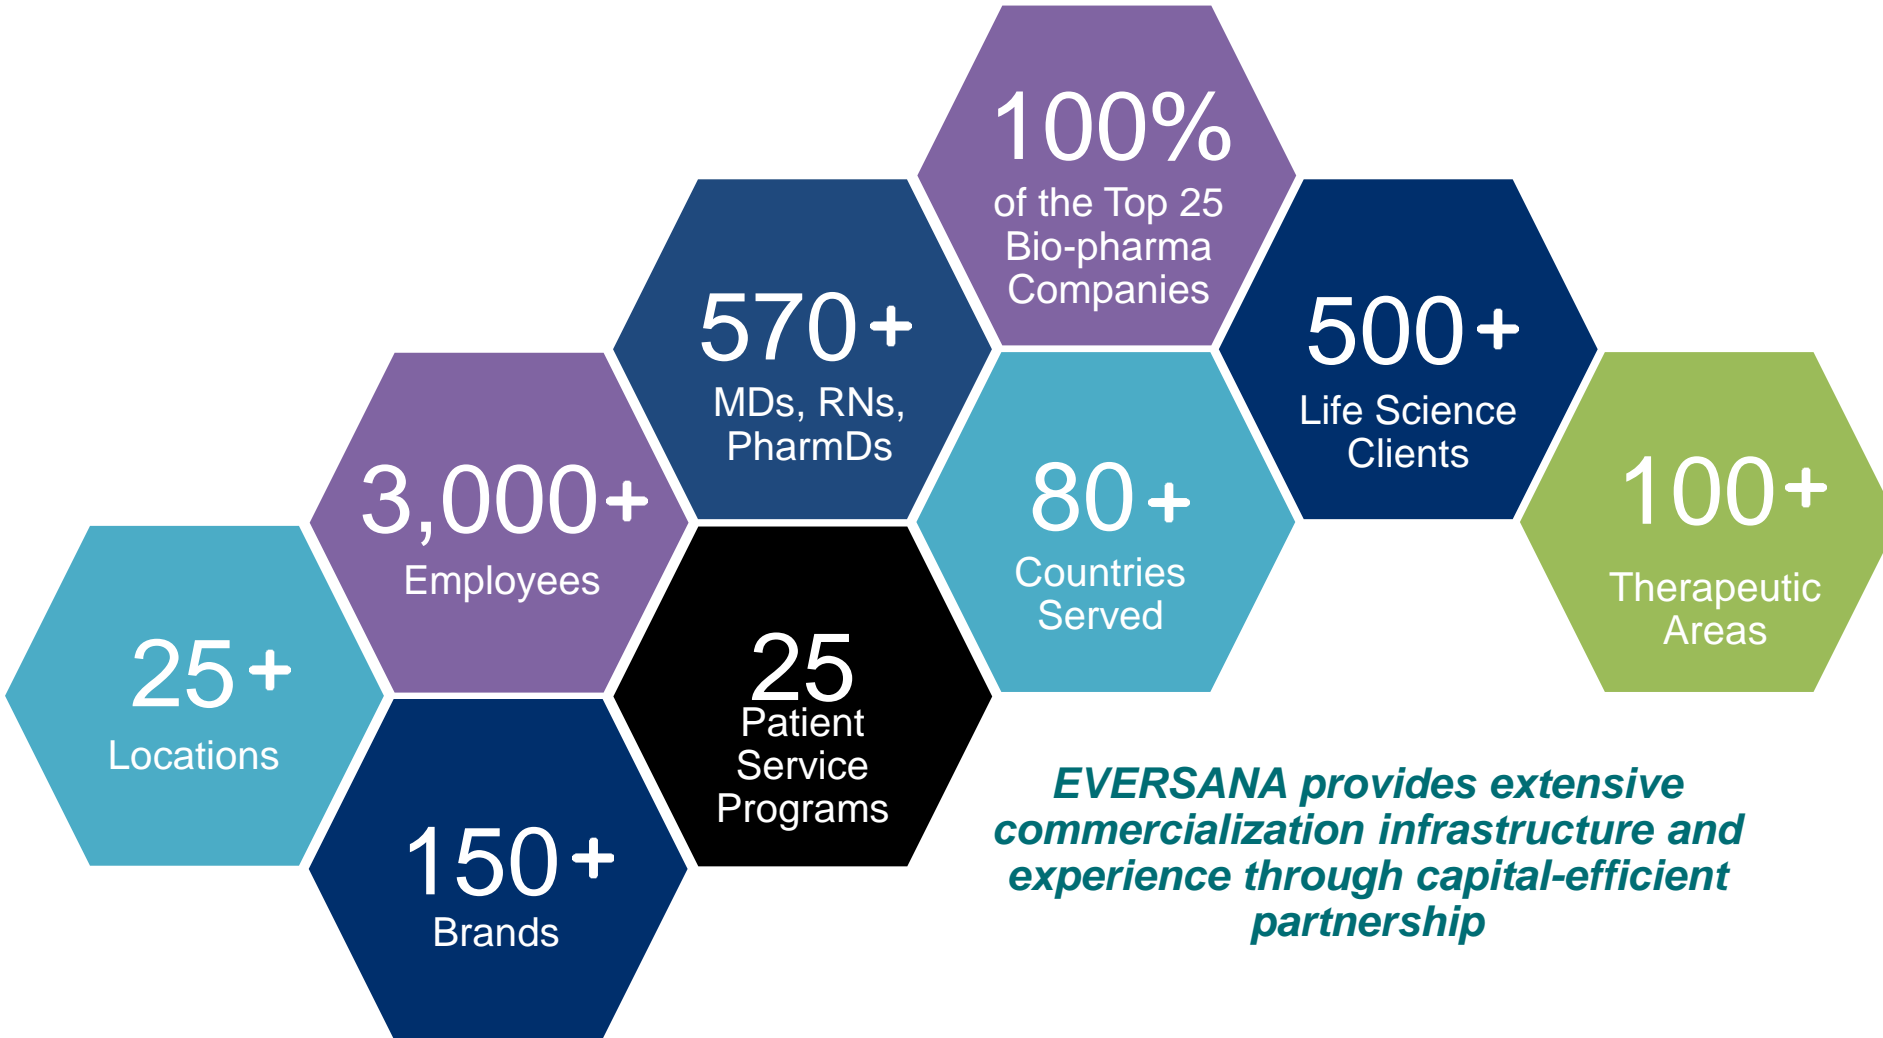 100%
of the Top 25
Bio-pharma
Companies
570+
MDs, RNs,
PharmDs
500+
Life Science
Clients
3,000+
Employees
80+
Countries
Served
100+
Therapeutic
Areas
25+
Locations
25
Patient
Service
Programs
150+
Brands
EVERSANA provides extensive
commercialization infrastructure and
experience through capital-efficient
partnership